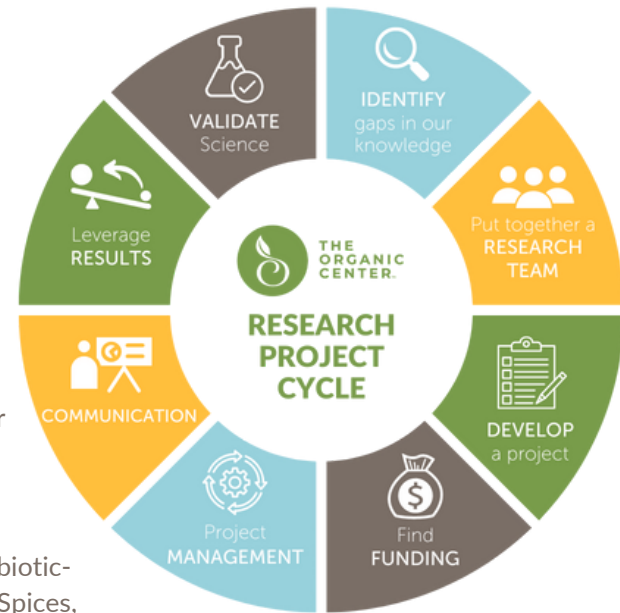 IDENTIFY
gaps in our
knowledge
Put together a
RESEARCH
TEAM
DEVELOP
a project
Find
FUNDING
Project
MANAGEMENT
COMMUNICATION
Leverage
RESULTS
VALIDATE
Science
THE
ORGANIC
CENTER™
RESEARCH
PROJECT
CYCLE
r
biotic-
Spices,